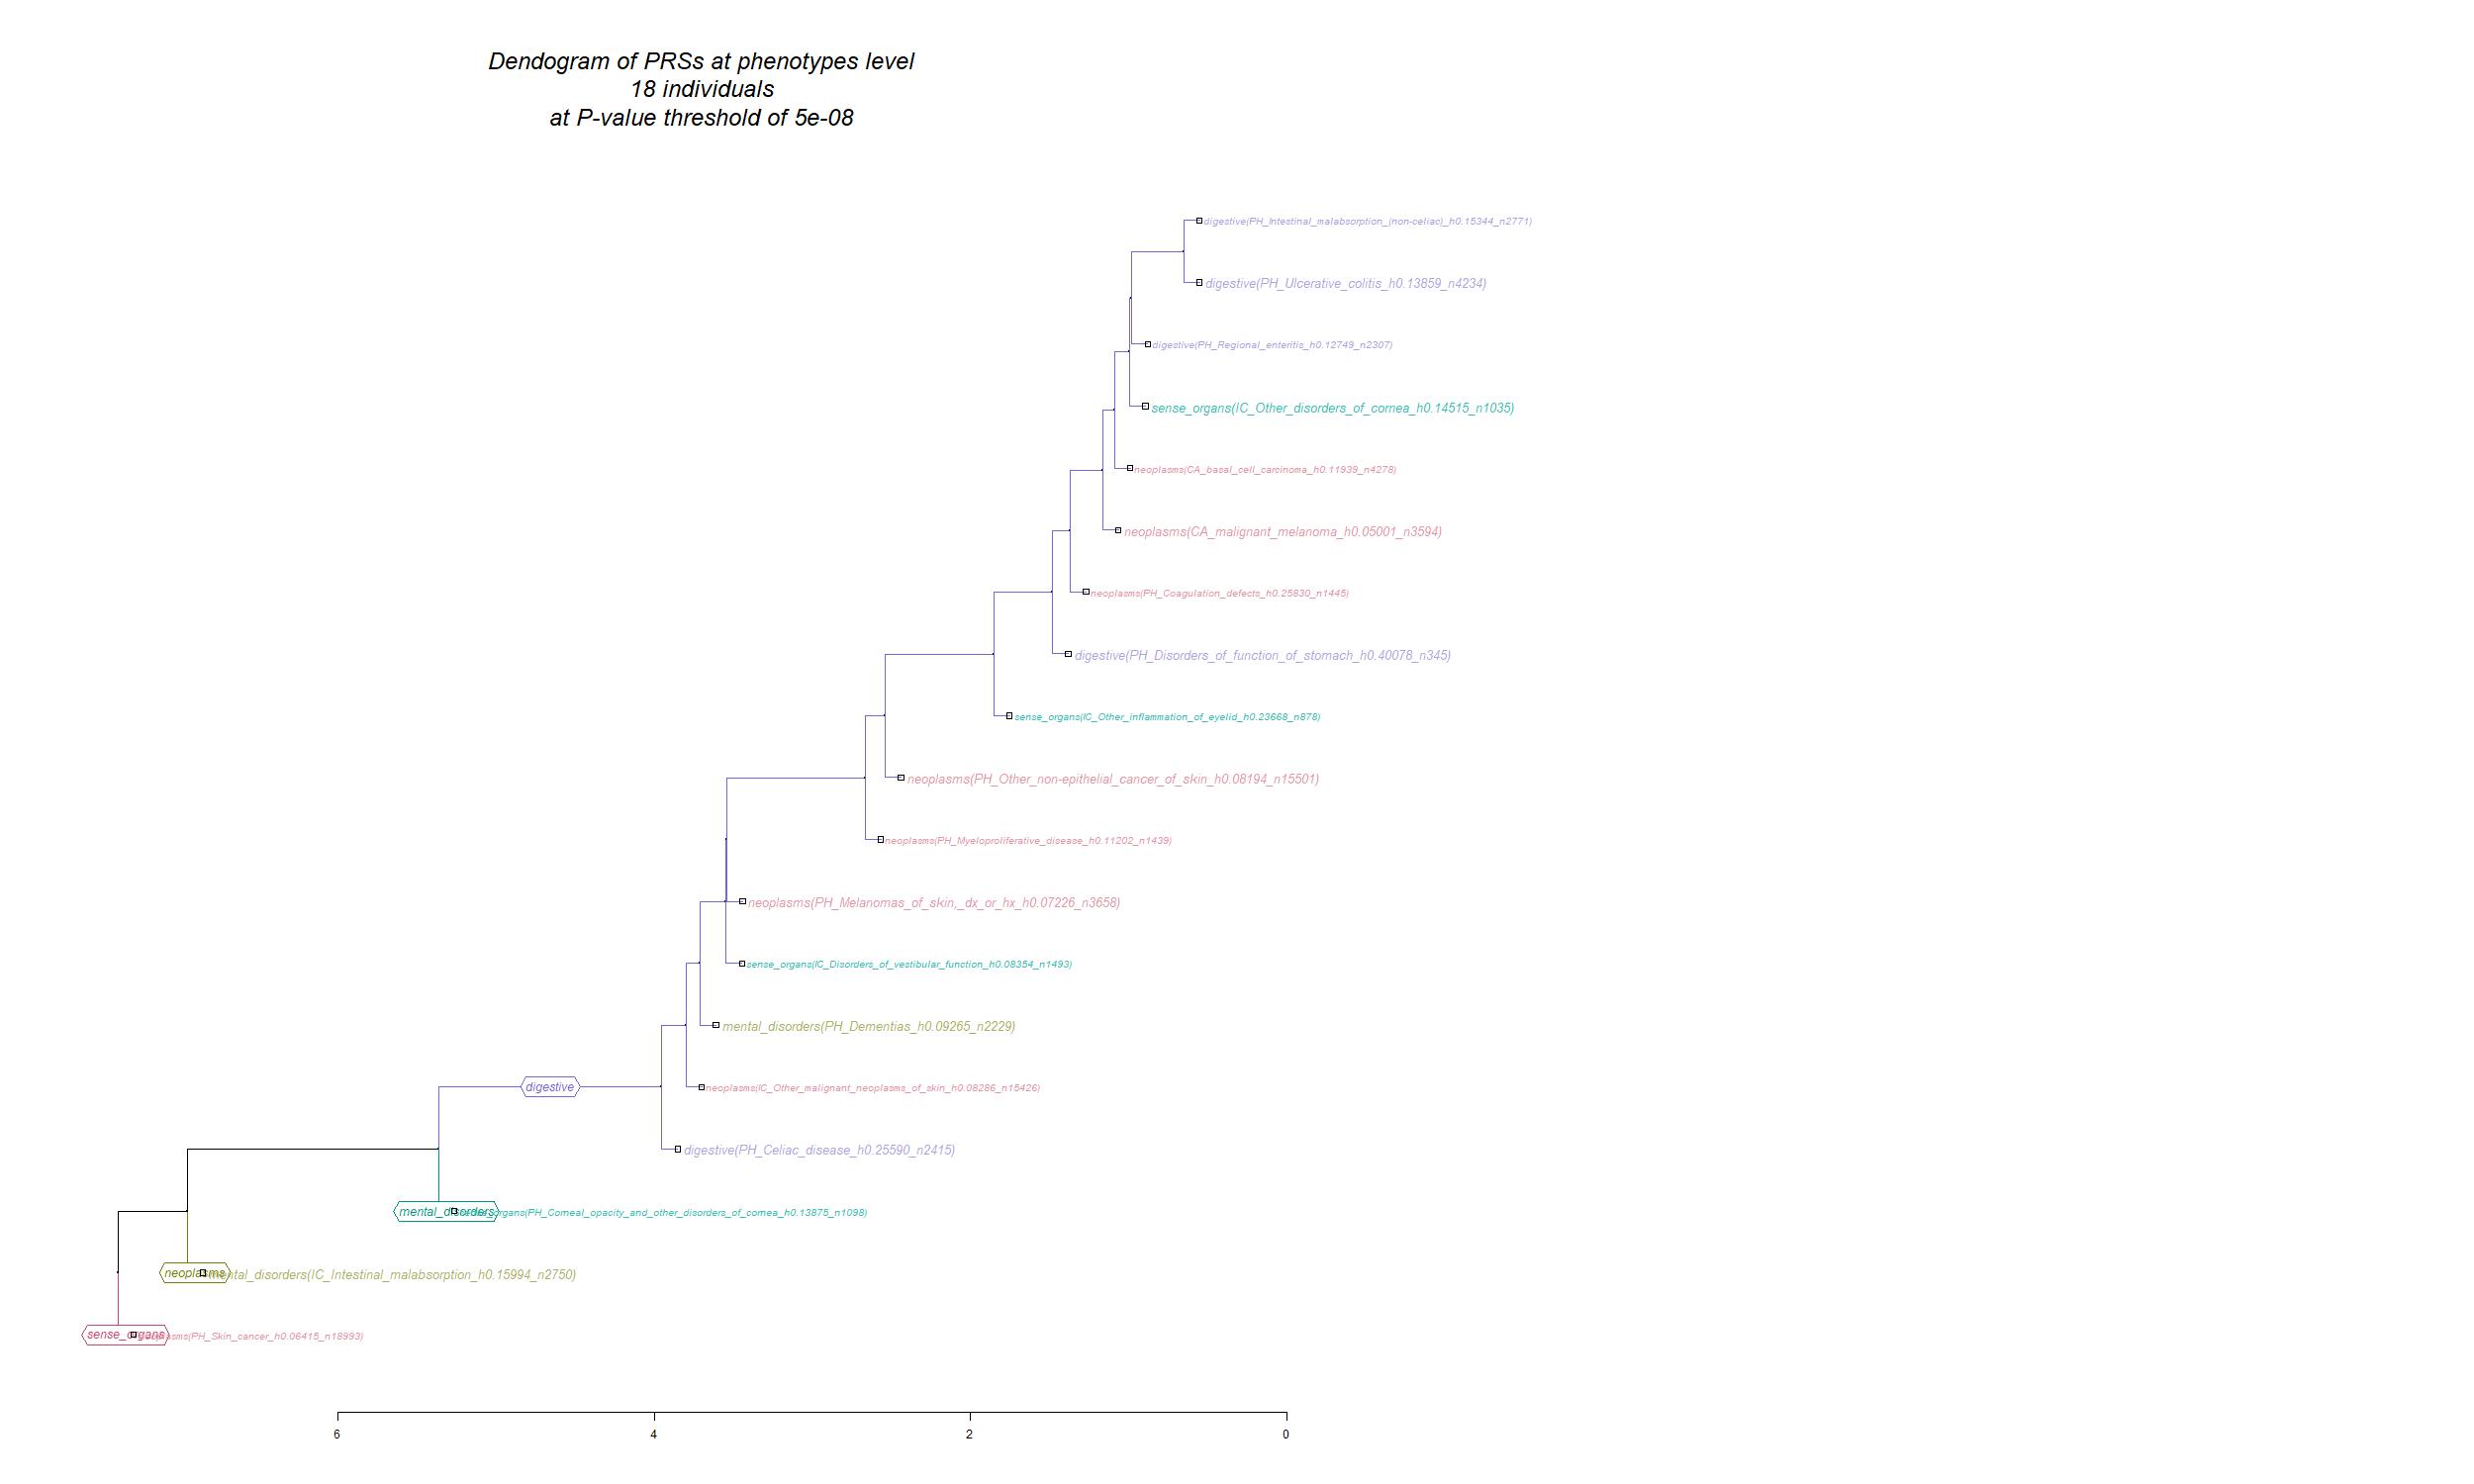 Dendogram of PRSs at phenotypes level
18 individuals
at P-value threshold of 5e-08
digestive(PH_Intestinal_malabsorption_(non-celiac)_h0.15344_n2771)
digestive(PH_Ulcerative_colitis_h0.13859_n4234)
digestive(PH_Regional_enteritis_h0.12749_n2307)
sense_organs(IC_Other_disorders_of_cornea_h0.14515_n1035)
neoplasms(CA_basal_cell_carcinoma_h0.11939_n4278)
neoplasms(CA_malignant_melanoma_h0.05001_n3594)
neoplasms(PH_Coagulation_defects_h0.25830_n1445)
digestive(PH_Disorders_of_function_of_stomach_h0.40078_n345)
sense_organs(IC_Other_inflammation_of_eyelid_h0.23668_n878)
neoplasms(PH_Other_non-epithelial_cancer_of_skin_h0.08194_n15501)
neoplasms(PH_Myeloproliferative_disease_h0.11202_n1439)
neoplasms(PH_Melanomas_of_skin,_dx_or_hx_h0.07226_n3658)
sense_organs(IC_Disorders_of_vestibular_function_h0.08354_n1493)
mental_disorders(PH_Dementias_h0.09265_n2229)
digestive
neoplasms(IC_Other_malignant_neoplasms_of_skin_h0.08286_n15426)
digestive(PH_Celiac_disease_h0.25590_n2415)
mental_disorders sense_organs(PH_Corneal_opacity_and_other_disorders_of_cornea_h0.13875_n1098)
neoplasms mental_disorders(IC_Intestinal_malabsorption_h0.15994_n2750)
sense_organs neoplasms(PH_Skin_cancer_h0.06415_n18993)
6 4 2 0